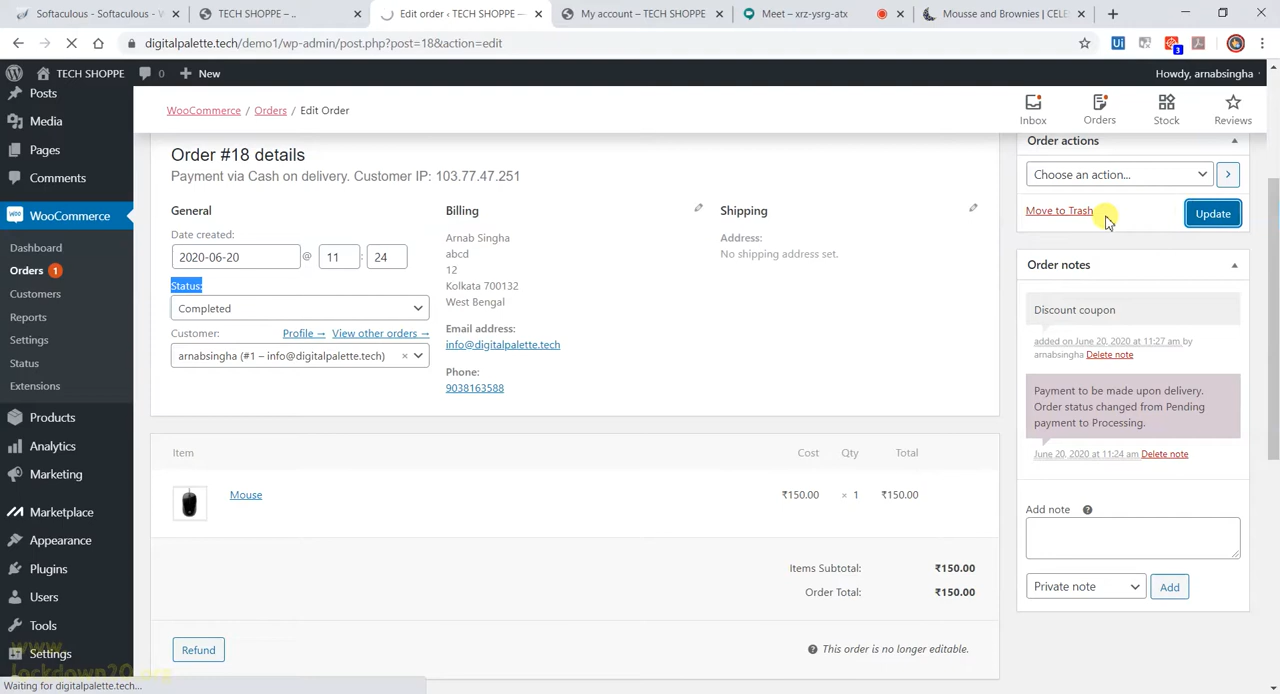 Softaculous - Softaculous - W
TECH SHOPPE – ..
Edit order ‹ TECH SHOPPE —
My account – TECH SHOPPE
Meet – xrz-ysrg-atx
Mousse and Brownies | CELE
digitalpalette.tech/demo1/wp-admin/post.php?post=18&action=edit
3
TECH SHOPPE
0
New
Howdy, arnabsingha
Posts
Media
Pages
Comments
WooCommerce
Dashboard
Orders 1
Customers
Reports
Settings
Status
Extensions
Products
Analytics
Marketing
Marketplace
Appearance
Plugins
Users
Tools
Settings
WooCommerce / Orders / Edit Order
Inbox
Orders
Stock
Reviews
Order #18 details
Payment via Cash on delivery. Customer IP: 103.77.47.251
General
Date created:
2020-06-20 @ 11 : 24
Status:
Completed
Customer: Profile → View other orders →
arnabsingha (#1 – info@digitalpalette.tech) ×
Billing
Arnab Singha
abcd
12
Kolkata 700132
West Bengal
Email address:
info@digitalpalette.tech
Phone:
9038163588
Shipping
Address:
No shipping address set.
Item Cost Qty Total
Mouse ₹150.00 × 1 ₹150.00
Items Subtotal: ₹150.00
Order Total: ₹150.00
Refund
This order is no longer editable.
Order actions
Choose an action...
Move to Trash
Update
Order notes
Discount coupon
added on June 20, 2020 at 11:27 am by
arnabsingha Delete note
Payment to be made upon delivery.
Order status changed from Pending
payment to Processing.
June 20, 2020 at 11:24 am Delete note
Add note
Private note
Add
www.
lockdown20.org
Waiting for digitalpalette.tech...